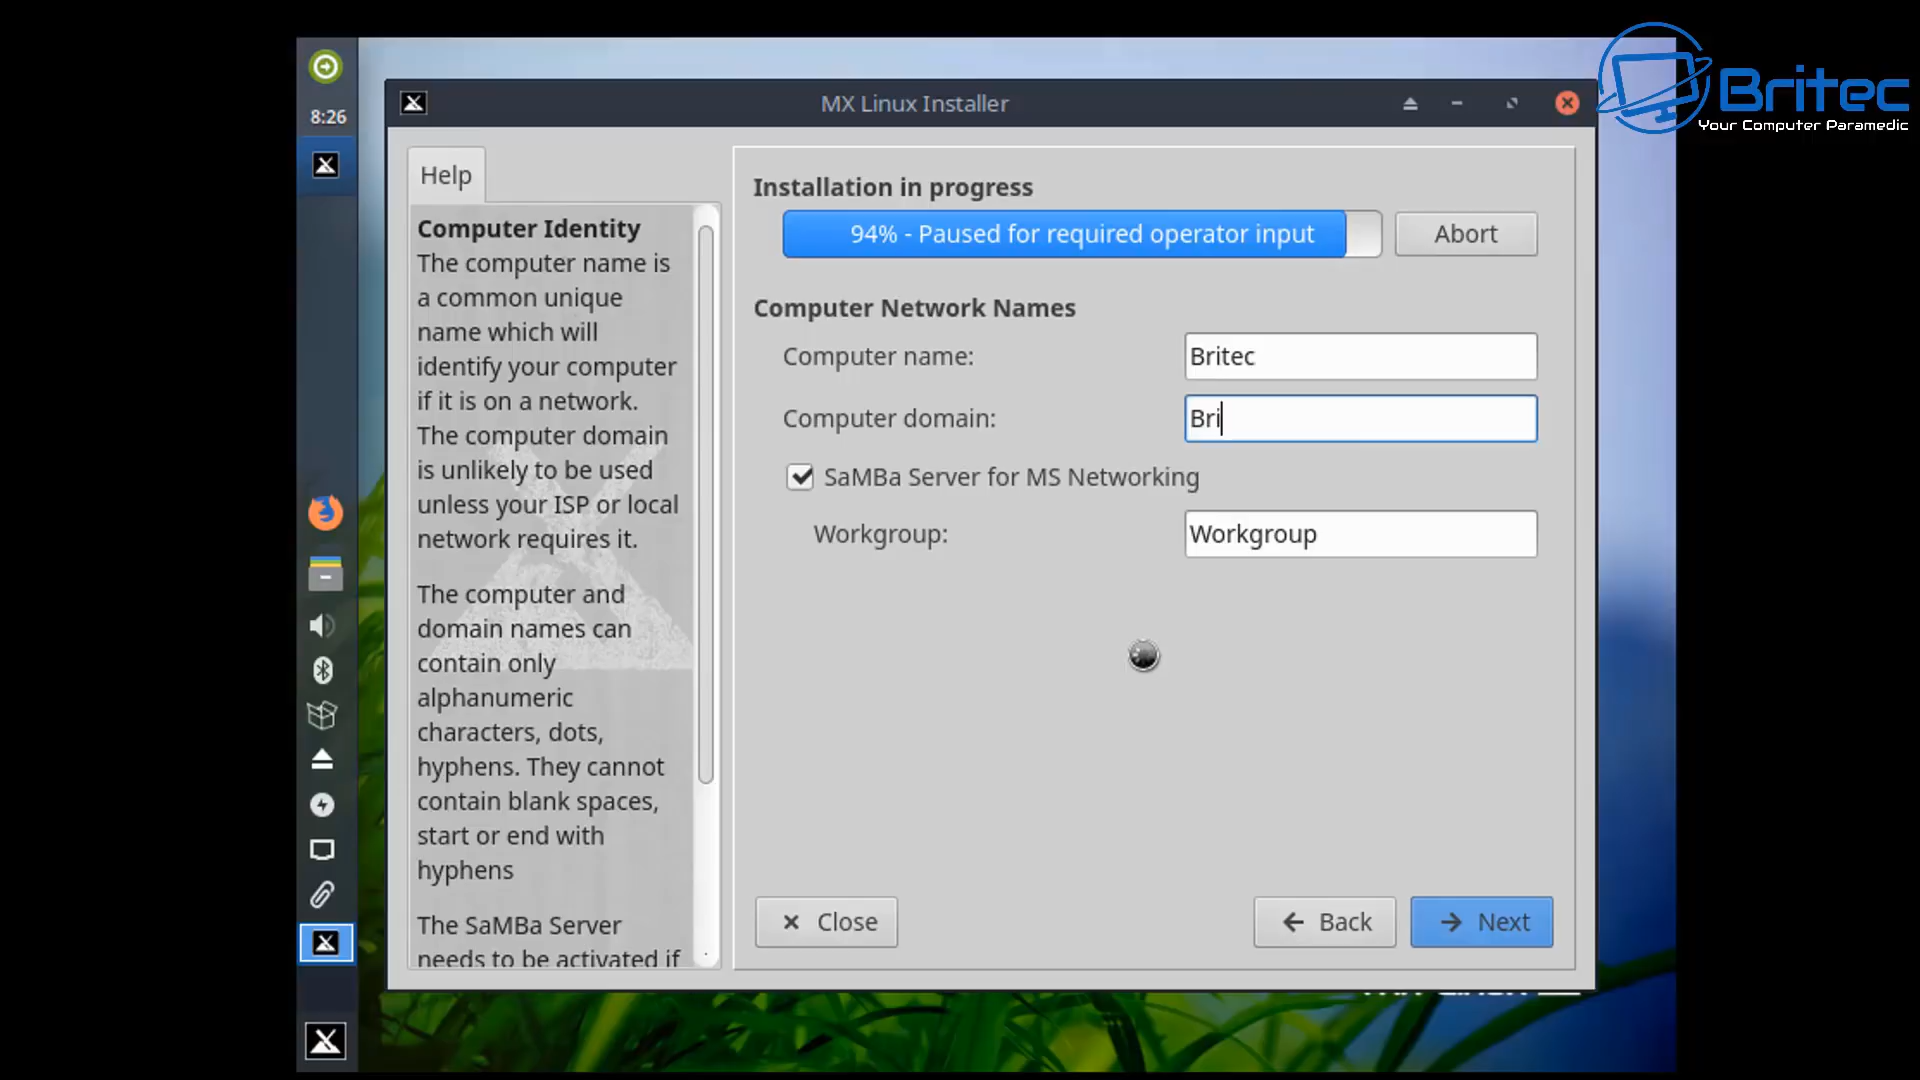 Britec
Your Computer Paramedic
8:26
MX Linux Installer
Help
Computer Identity
The computer name is
a common unique
name which will
identify your computer
if it is on a network.
The computer domain
is unlikely to be used
unless your ISP or local
network requires it.
The computer and
domain names can
contain only
alphanumeric
characters, dots,
hyphens. They cannot
contain blank spaces,
start or end with
hyphens
The SaMBa Server
needs to be activated if
Installation in progress
94% - Paused for required operator input
Abort
Computer Network Names
Computer name:
Britec
Computer domain:
Bri
SaMBa Server for MS Networking
Workgroup:
Workgroup
Close
Back
Next